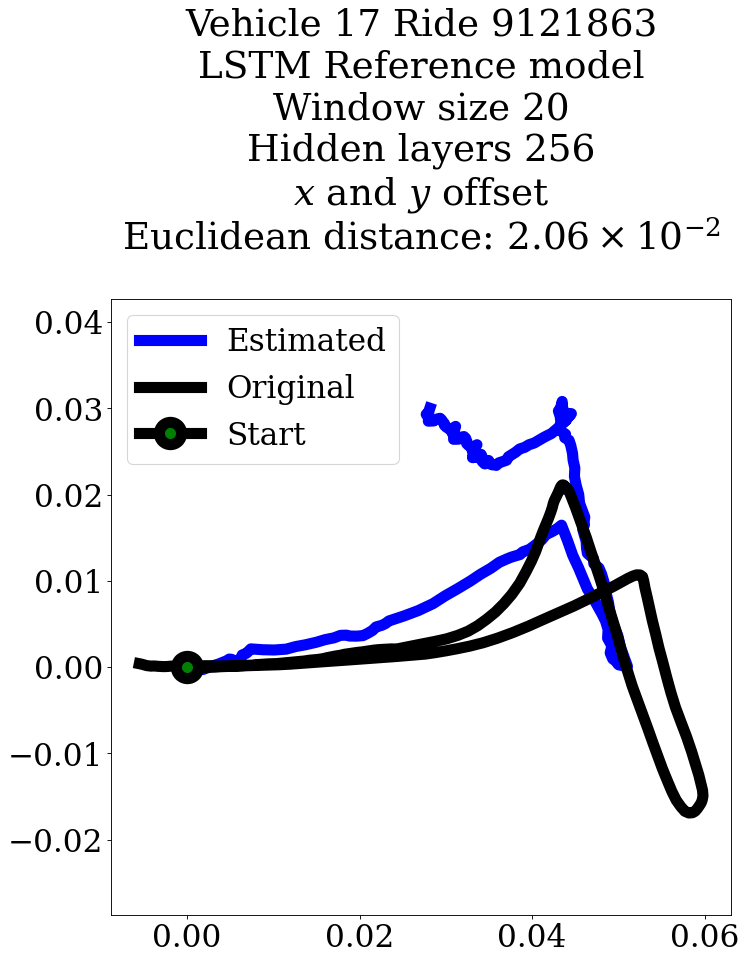 Vehicle 17 Ride 9121863
LSTM Reference model
Window size 20
Hidden layers 256
x and y offset
Euclidean distance: 2.06 × 10⁻²
Estimated
Original
Start
0.04
0.03
0.02
0.01
0.00
−0.01
−0.02
0.00 0.02 0.04 0.06